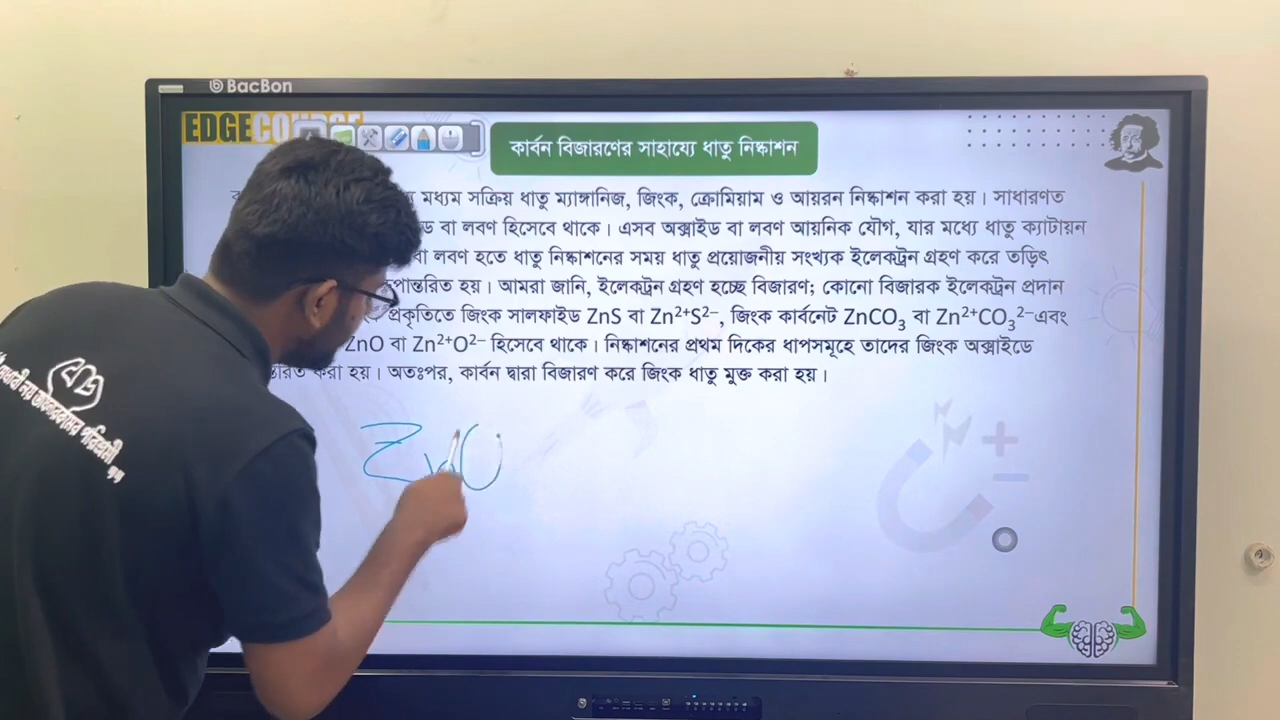 BacBon
EDGECOURSE
কার্বন বিজারণের সাহায্যে ধাতু নিষ্কাশন
মধ্যম সক্রিয় ধাতু ম্যাঙ্গানিজ, জিংক, ক্রোমিয়াম ও আয়রন নিষ্কাশন করা হয়। সাধারণত
বা লবণ হিসেবে থাকে। এসব অক্সাইড বা লবণ আয়নিক যৌগ, যার মধ্যে ধাতু ক্যাটায়ন
বা লবণ হতে ধাতু নিষ্কাশনের সময় ধাতু প্রয়োজনীয় সংখ্যক ইলেকট্রন গ্রহণ করে তড়িৎ
রূপান্তরিত হয়। আমরা জানি, ইলেকট্রন গ্রহণ হচ্ছে বিজারণ; কোনো বিজারক ইলেকট্রন প্রদান
প্রকৃতিতে জিংক সালফাইড ZnS বা Zn²⁺S²⁻, জিংক কার্বনেট ZnCO₃ বা Zn²⁺CO₃²⁻এবং
ZnO বা Zn²⁺O²⁻ হিসেবে থাকে। নিষ্কাশনের প্রথম দিকের ধাপসমূহে তাদের জিংক অক্সাইডে
করা হয়। অতঃপর, কার্বন দ্বারা বিজারণ করে জিংক ধাতু মুক্ত করা হয়।
ZnO